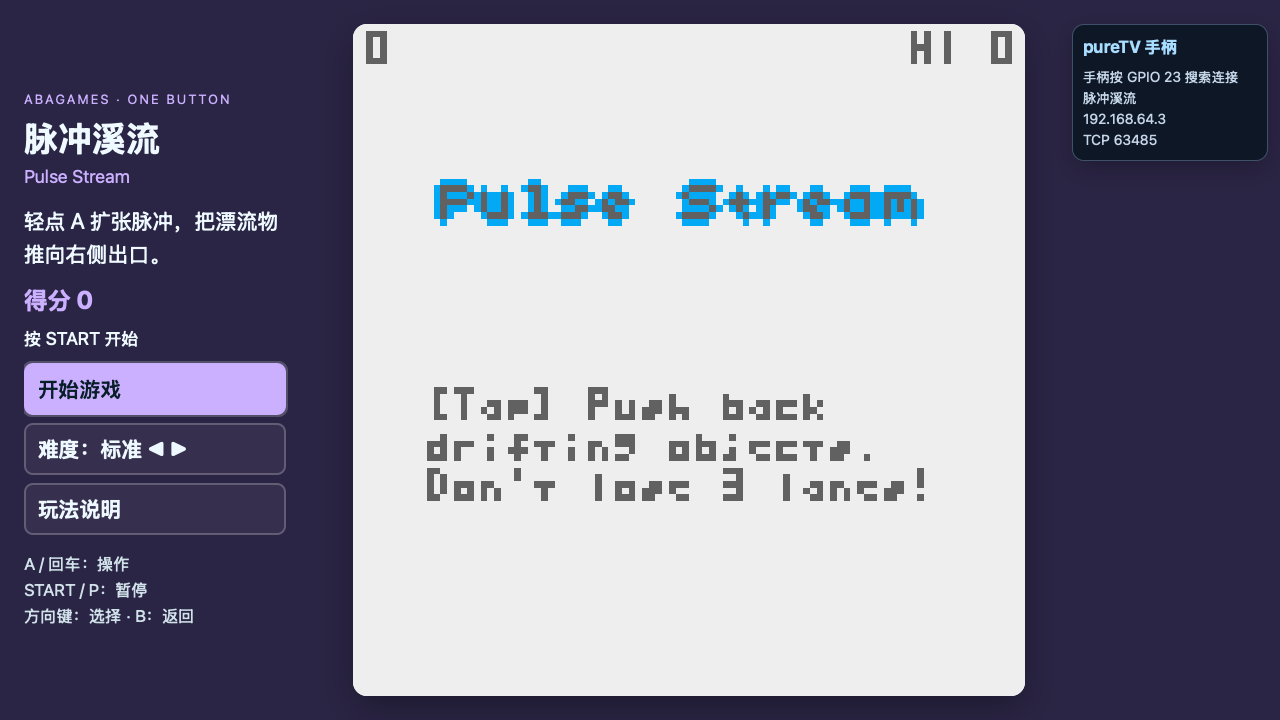 ABAGAMES · ONE BUTTON
脉冲溪流
Pulse Stream
轻点 A 扩张脉冲，把漂流物
推向右侧出口。
得分 0
按 START 开始
开始游戏
难度：标准 ◀ ▶
玩法说明
A / 回车：操作
START / P：暂停
方向键：选择 · B：返回
0
HI 0
Pulse Stream
[Tap] Push back
drifting objects.
Don't lose 3 lanes!
pureTV 手柄
手柄按 GPIO 23 搜索连接
脉冲溪流
192.168.64.3
TCP 63485